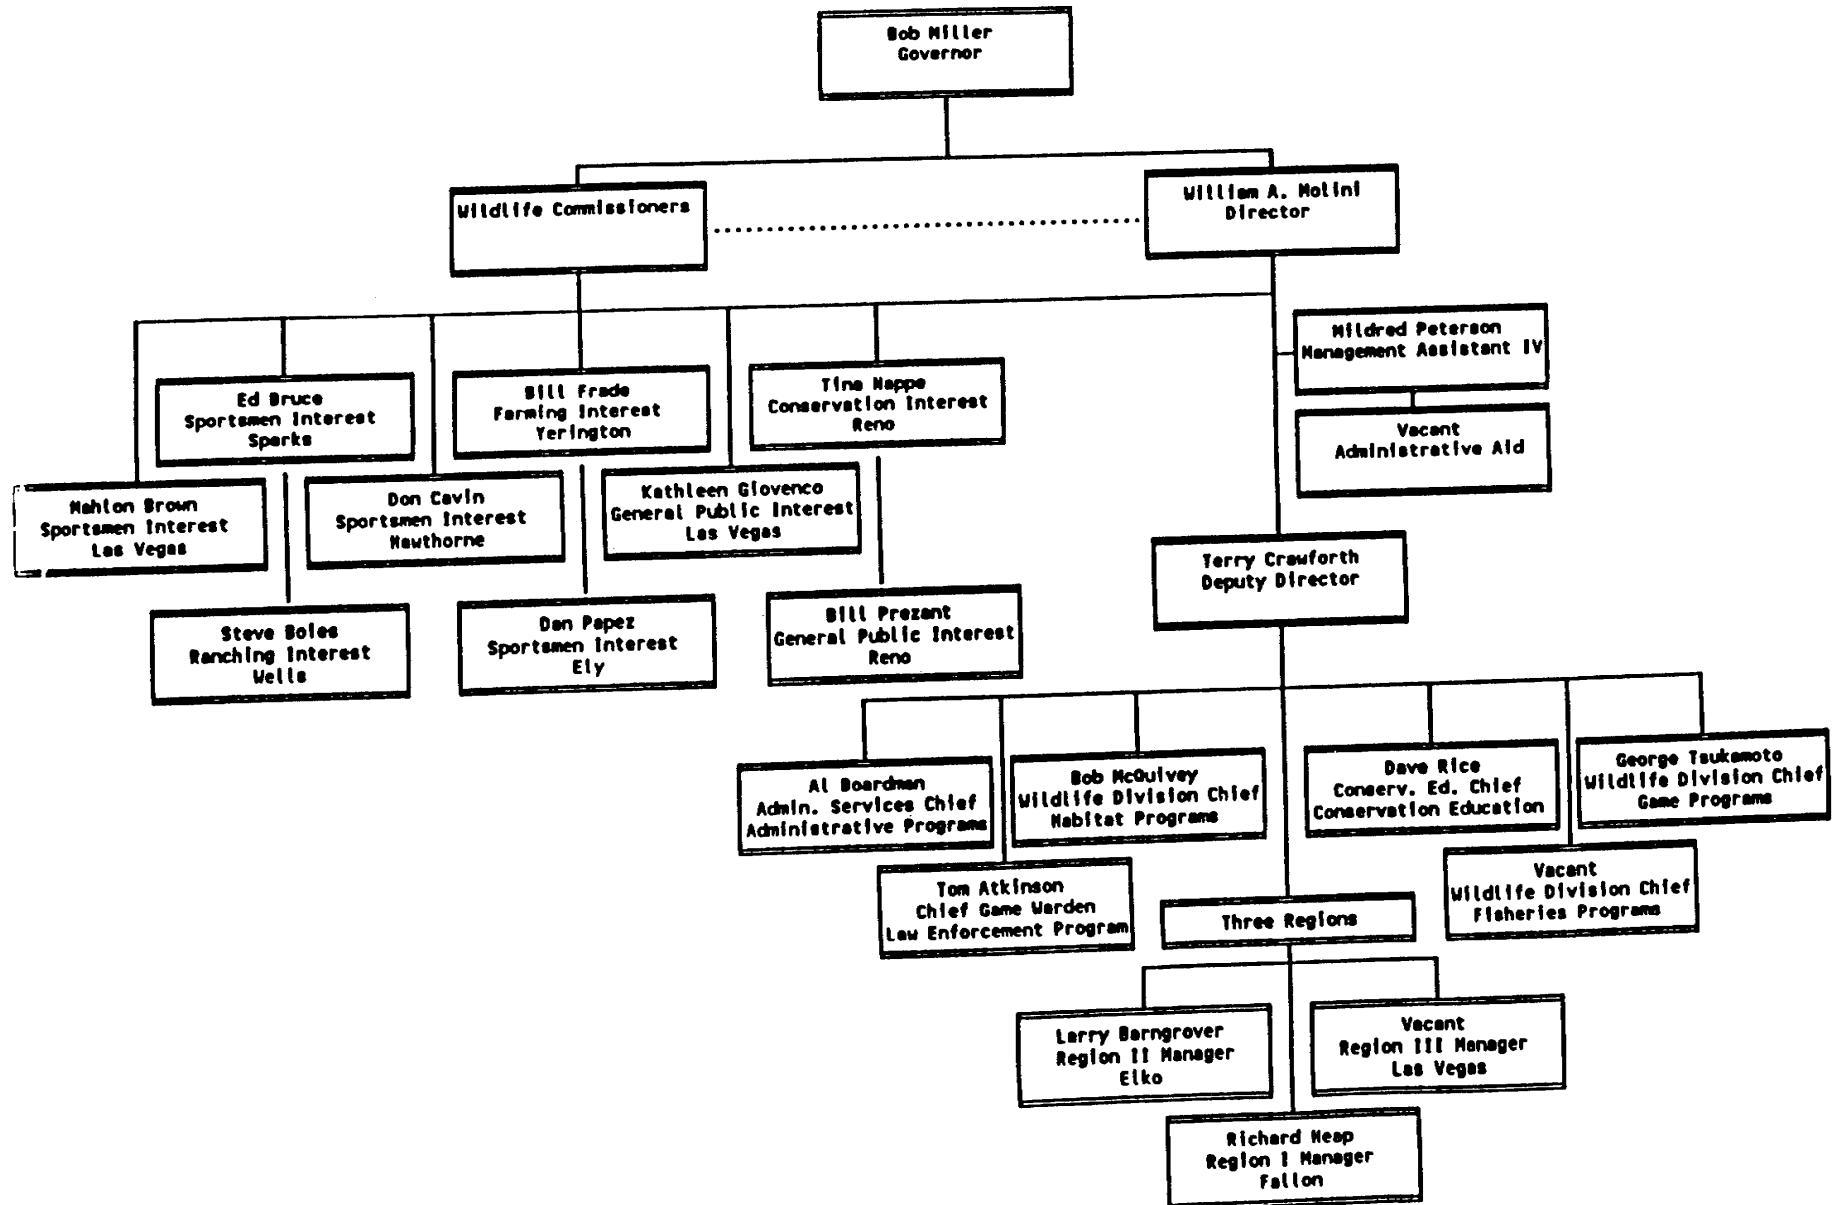 Bob Miller
Governor
Wildlife Commissioners
William A. Molini
Director
Mildred Peterson
Management Assistant IV
Vacant
Administrative Aid
Ed Bruce
Sportsmen Interest
Sparks
Bill Frade
Farming Interest
Yerington
Tina Nappe
Conservation Interest
Reno
Mahlon Brown
Sportsmen Interest
Las Vegas
Don Cavin
Sportsmen Interest
Hawthorne
Kathleen Giovenco
General Public Interest
Las Vegas
Steve Boies
Ranching Interest
Wells
Dan Papez
Sportsmen Interest
Ely
Bill Prezant
General Public Interest
Reno
Terry Crawforth
Deputy Director
Al Boardman
Admin. Services Chief
Administrative Programs
Bob McQuivey
Wildlife Division Chief
Habitat Programs
Dave Rice
Conserv. Ed. Chief
Conservation Education
George Tsukamoto
Wildlife Division Chief
Game Programs
Tom Atkinson
Chief Game Warden
Law Enforcement Program
Three Regions
Vacant
Wildlife Division Chief
Fisheries Programs
Larry Barngrover
Region II Manager
Elko
Vacant
Region III Manager
Las Vegas
Richard Heap
Region I Manager
Fallon